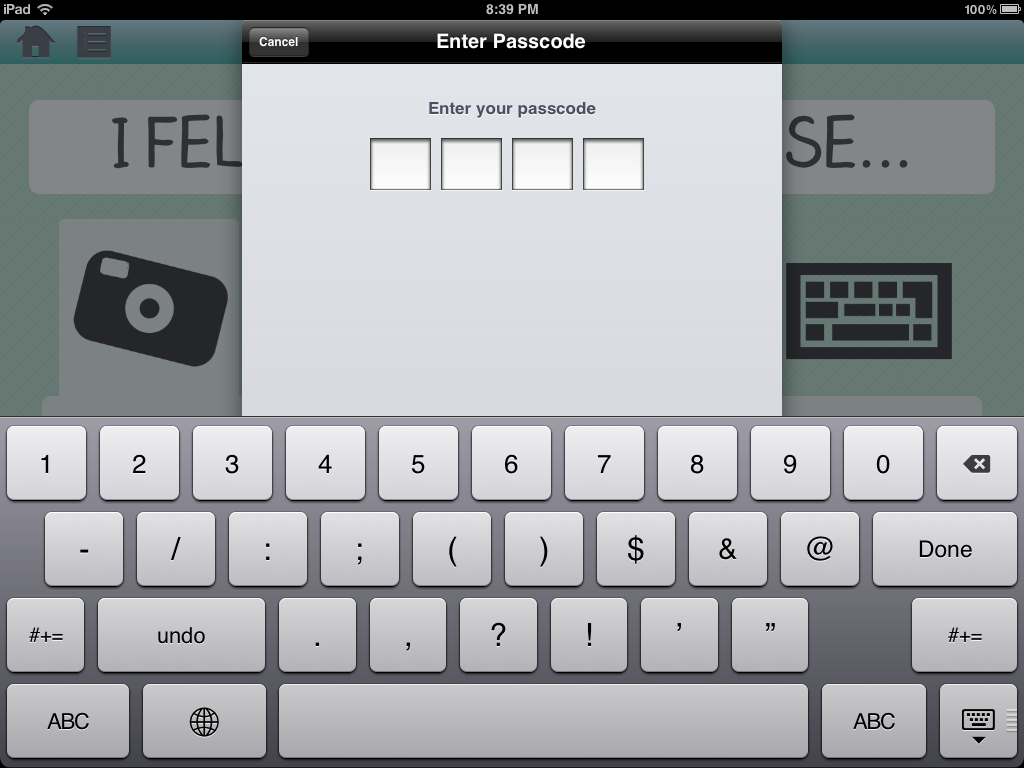 iPad 8:39 PM 100%
Cancel Enter Passcode
Enter your passcode
I FEL SE...
1 2 3 4 5 6 7 8 9 0
- / : ; ( ) $ & @ Done
#+= undo . , ? ! ’ ” #+=
ABC ABC